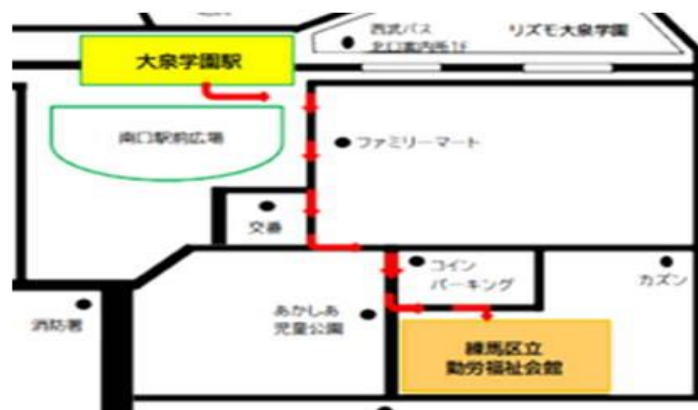 西武バス
北口案内所1F
リズモ大泉学園
大泉学園駅
南口駅前広場
ファミリーマート
交番
コイン
パーキング
カズン
消防署
あかしあ
児童公園
練馬区立
勤労福祉会館